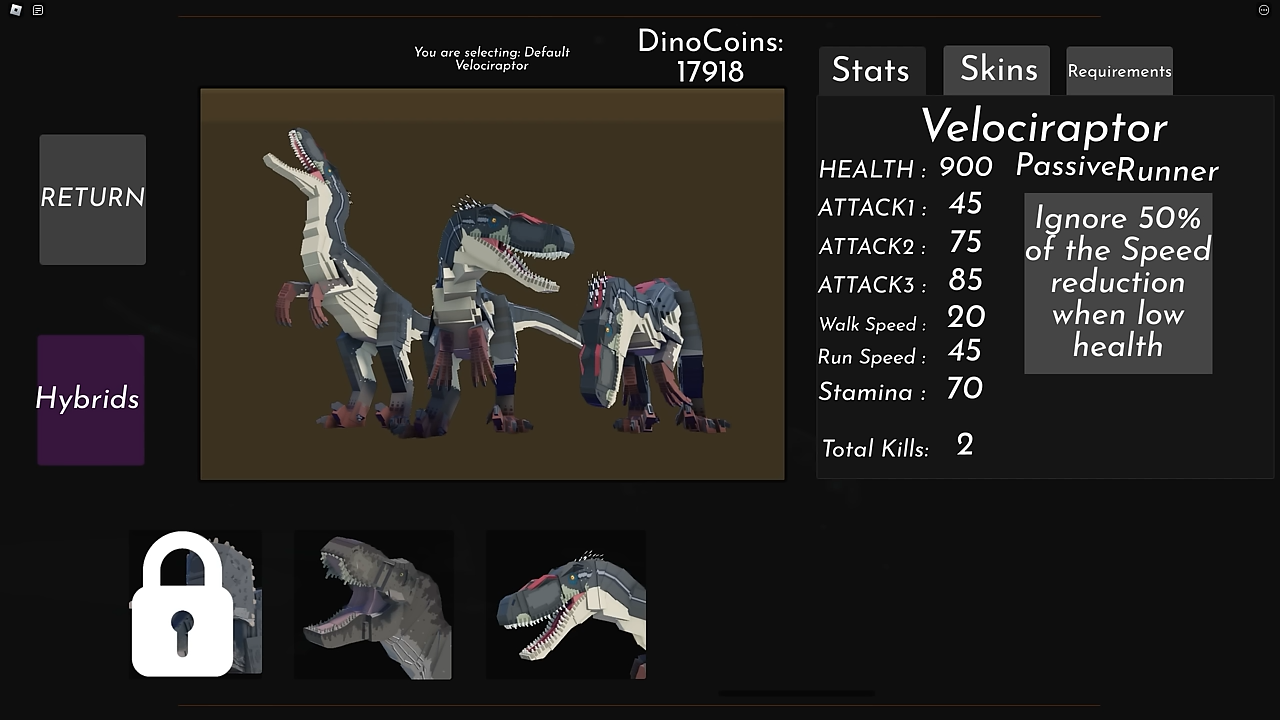 You are selecting: Default
Velociraptor
DinoCoins:
17918
Stats
Skins
Requirements
RETURN
Hybrids
Velociraptor
HEALTH : 900
Passive Runner
ATTACK1 : 45
ATTACK2 : 75
ATTACK3 : 85
Walk Speed : 20
Run Speed : 45
Stamina : 70
Total Kills: 2
Ignore 50%
of the Speed
reduction
when low
health